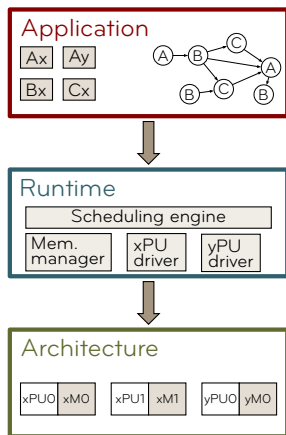 Application
Ax Ay
Bx Cx
A B C A
C B
Runtime
Scheduling engine
Mem. xPU yPU
manager driver driver
Architecture
xPU0 xM0 xPU1 xM1 yPU0 yM0